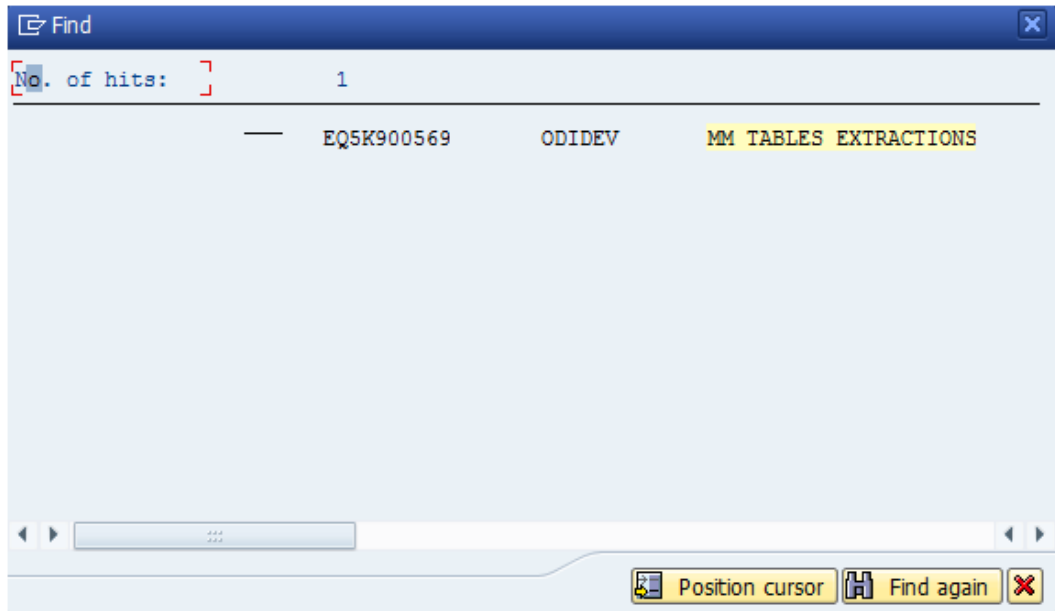 Find
No. of hits: 1
EQ5K900569 ODIDEV MM TABLES EXTRACTIONS
Position cursor Find again